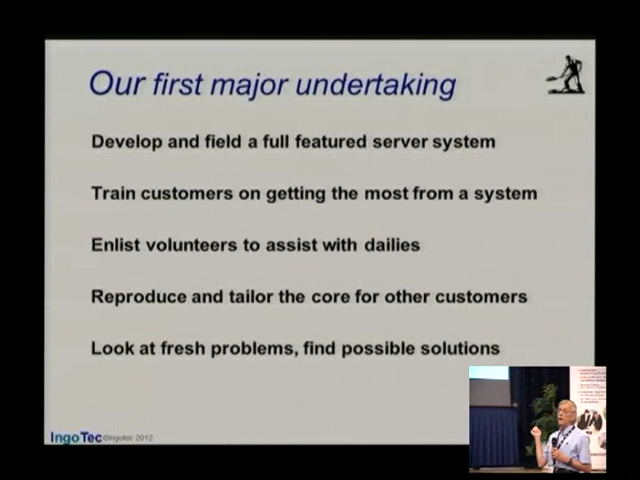 Our first major undertaking
Develop and field a full featured server system
Train customers on getting the most from a system
Enlist volunteers to assist with dailies
Reproduce and tailor the core for other customers
Look at fresh problems, find possible solutions
IngoTec ©Ingotec 2012